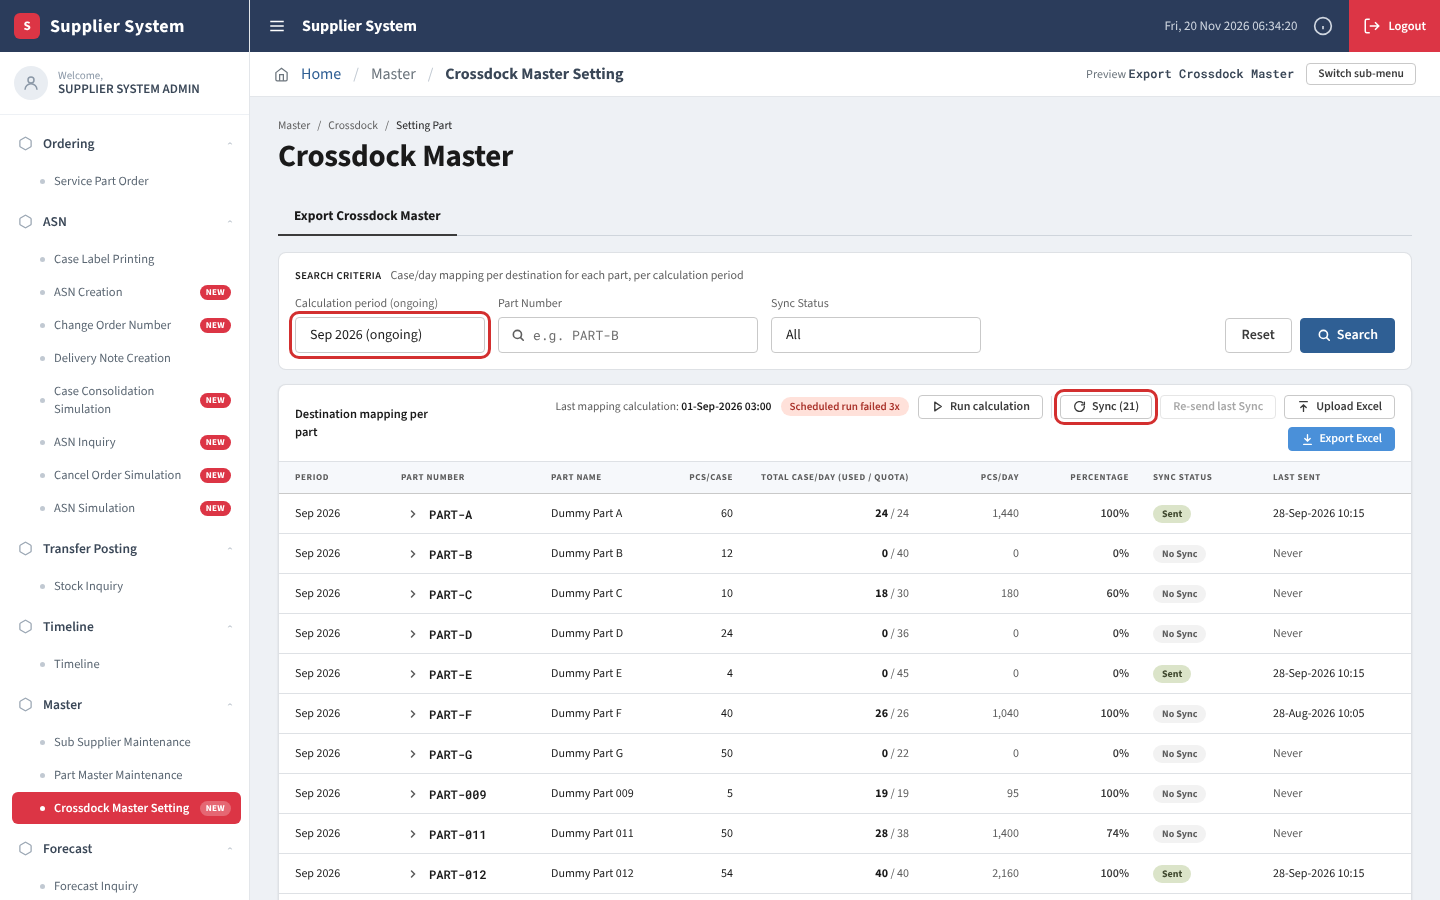 S Supplier System
Supplier System
Fri, 20 Nov 2026 06:34:20
Logout
Welcome,
SUPPLIER SYSTEM ADMIN
Home / Master / Crossdock Master Setting
Preview Export Crossdock Master
Switch sub-menu
Ordering
Service Part Order
ASN
Case Label Printing
ASN Creation NEW
Change Order Number NEW
Delivery Note Creation
Case Consolidation
Simulation NEW
ASN Inquiry NEW
Cancel Order Simulation NEW
ASN Simulation NEW
Transfer Posting
Stock Inquiry
Timeline
Timeline
Master
Sub Supplier Maintenance
Part Master Maintenance
Crossdock Master Setting NEW
Forecast
Forecast Inquiry
Master / Crossdock / Setting Part
Crossdock Master
Export Crossdock Master
SEARCH CRITERIA Case/day mapping per destination for each part, per calculation period
Calculation period (ongoing) Part Number Sync Status
Sep 2026 (ongoing) e.g. PART-B All Reset Search
Destination mapping per
part
Last mapping calculation: 01-Sep-2026 03:00 Scheduled run failed 3x Run calculation Sync (21) Re-send last Sync Upload Excel
Export Excel
PERIOD PART NUMBER PART NAME PCS/CASE TOTAL CASE/DAY (USED / QUOTA) PCS/DAY PERCENTAGE SYNC STATUS LAST SENT
Sep 2026 PART-A Dummy Part A 60 24 / 24 1,440 100% Sent 28-Sep-2026 10:15
Sep 2026 PART-B Dummy Part B 12 0 / 40 0 0% No Sync Never
Sep 2026 PART-C Dummy Part C 10 18 / 30 180 60% No Sync Never
Sep 2026 PART-D Dummy Part D 24 0 / 36 0 0% No Sync Never
Sep 2026 PART-E Dummy Part E 4 0 / 45 0 0% Sent 28-Sep-2026 10:15
Sep 2026 PART-F Dummy Part F 40 26 / 26 1,040 100% No Sync 28-Aug-2026 10:05
Sep 2026 PART-G Dummy Part G 50 0 / 22 0 0% No Sync Never
Sep 2026 PART-009 Dummy Part 009 5 19 / 19 95 100% No Sync Never
Sep 2026 PART-011 Dummy Part 011 50 28 / 38 1,400 74% No Sync Never
Sep 2026 PART-012 Dummy Part 012 54 40 / 40 2,160 100% Sent 28-Sep-2026 10:15